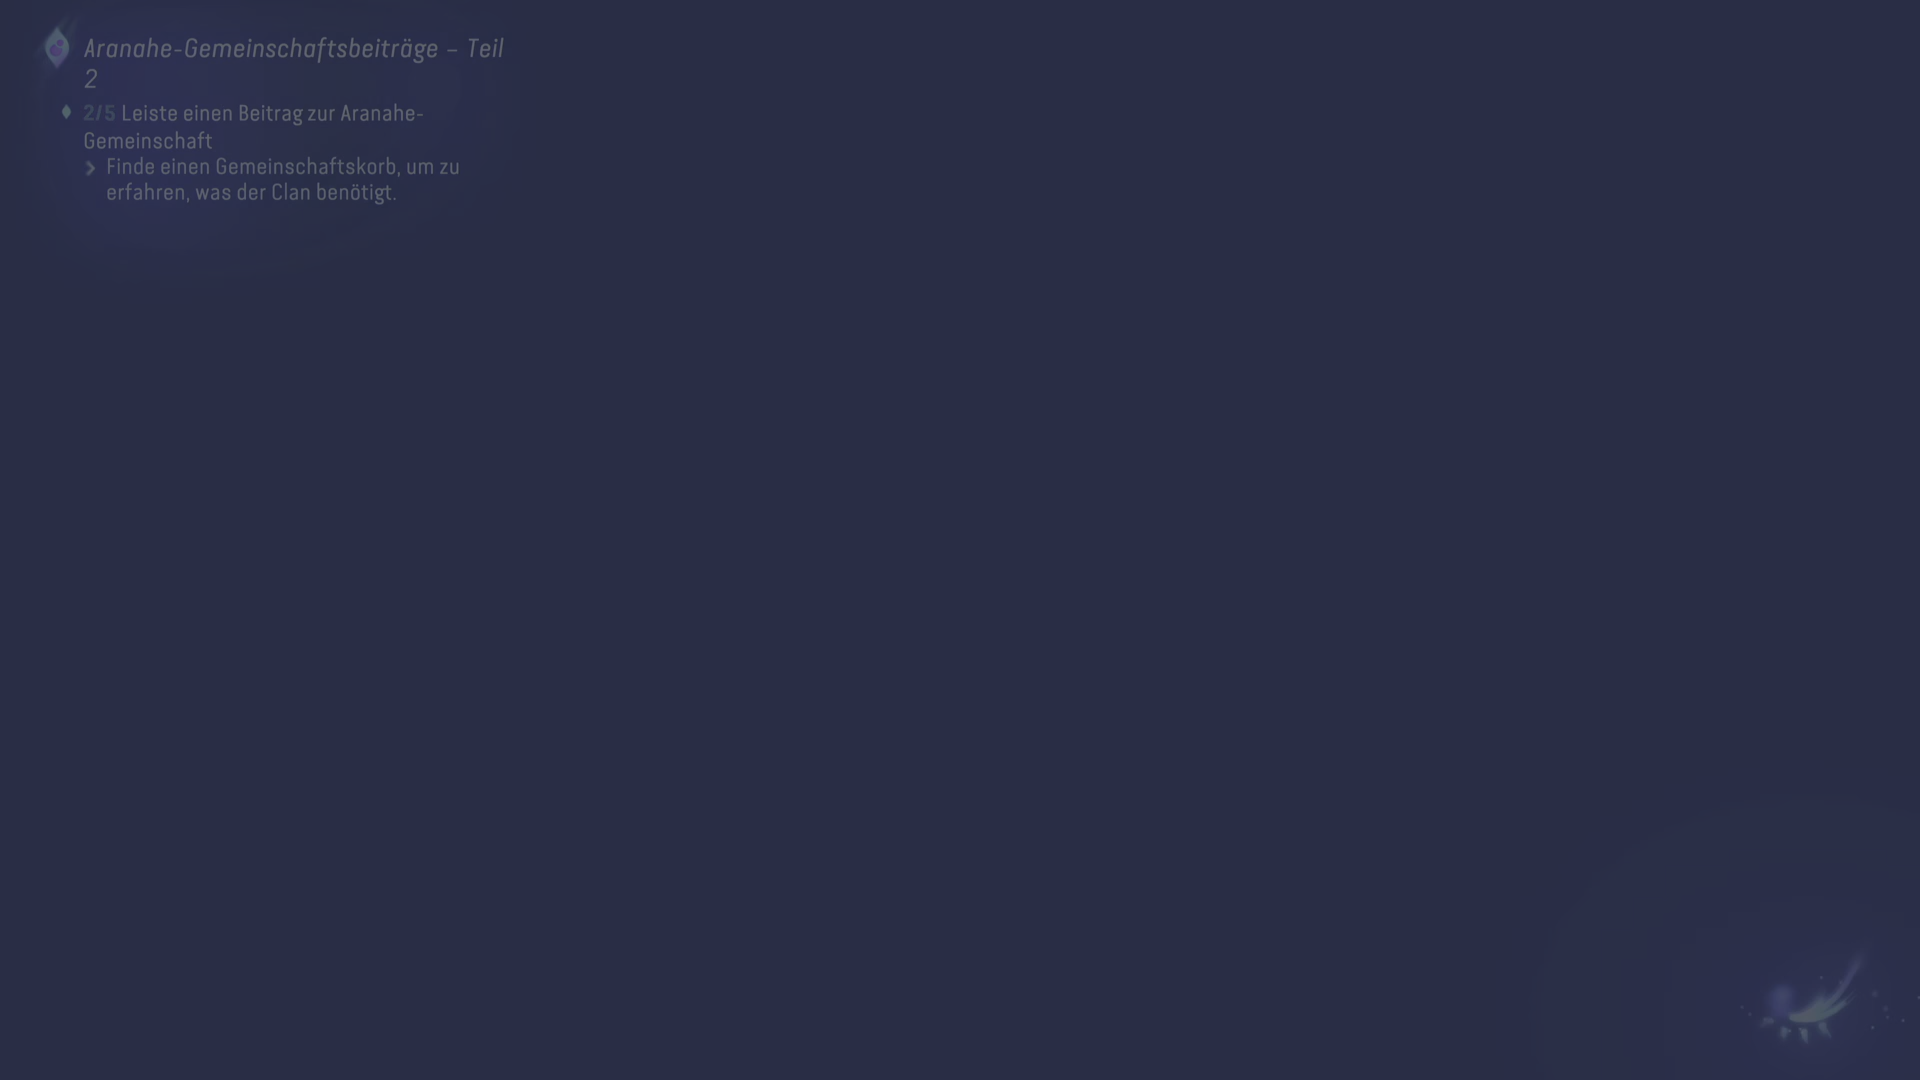 Aranahe-Gemeinschaftsbeiträge – Teil
2
2/5 Leiste einen Beitrag zur Aranahe-
Gemeinschaft
Finde einen Gemeinschaftskorb, um zu
erfahren, was der Clan benötigt.